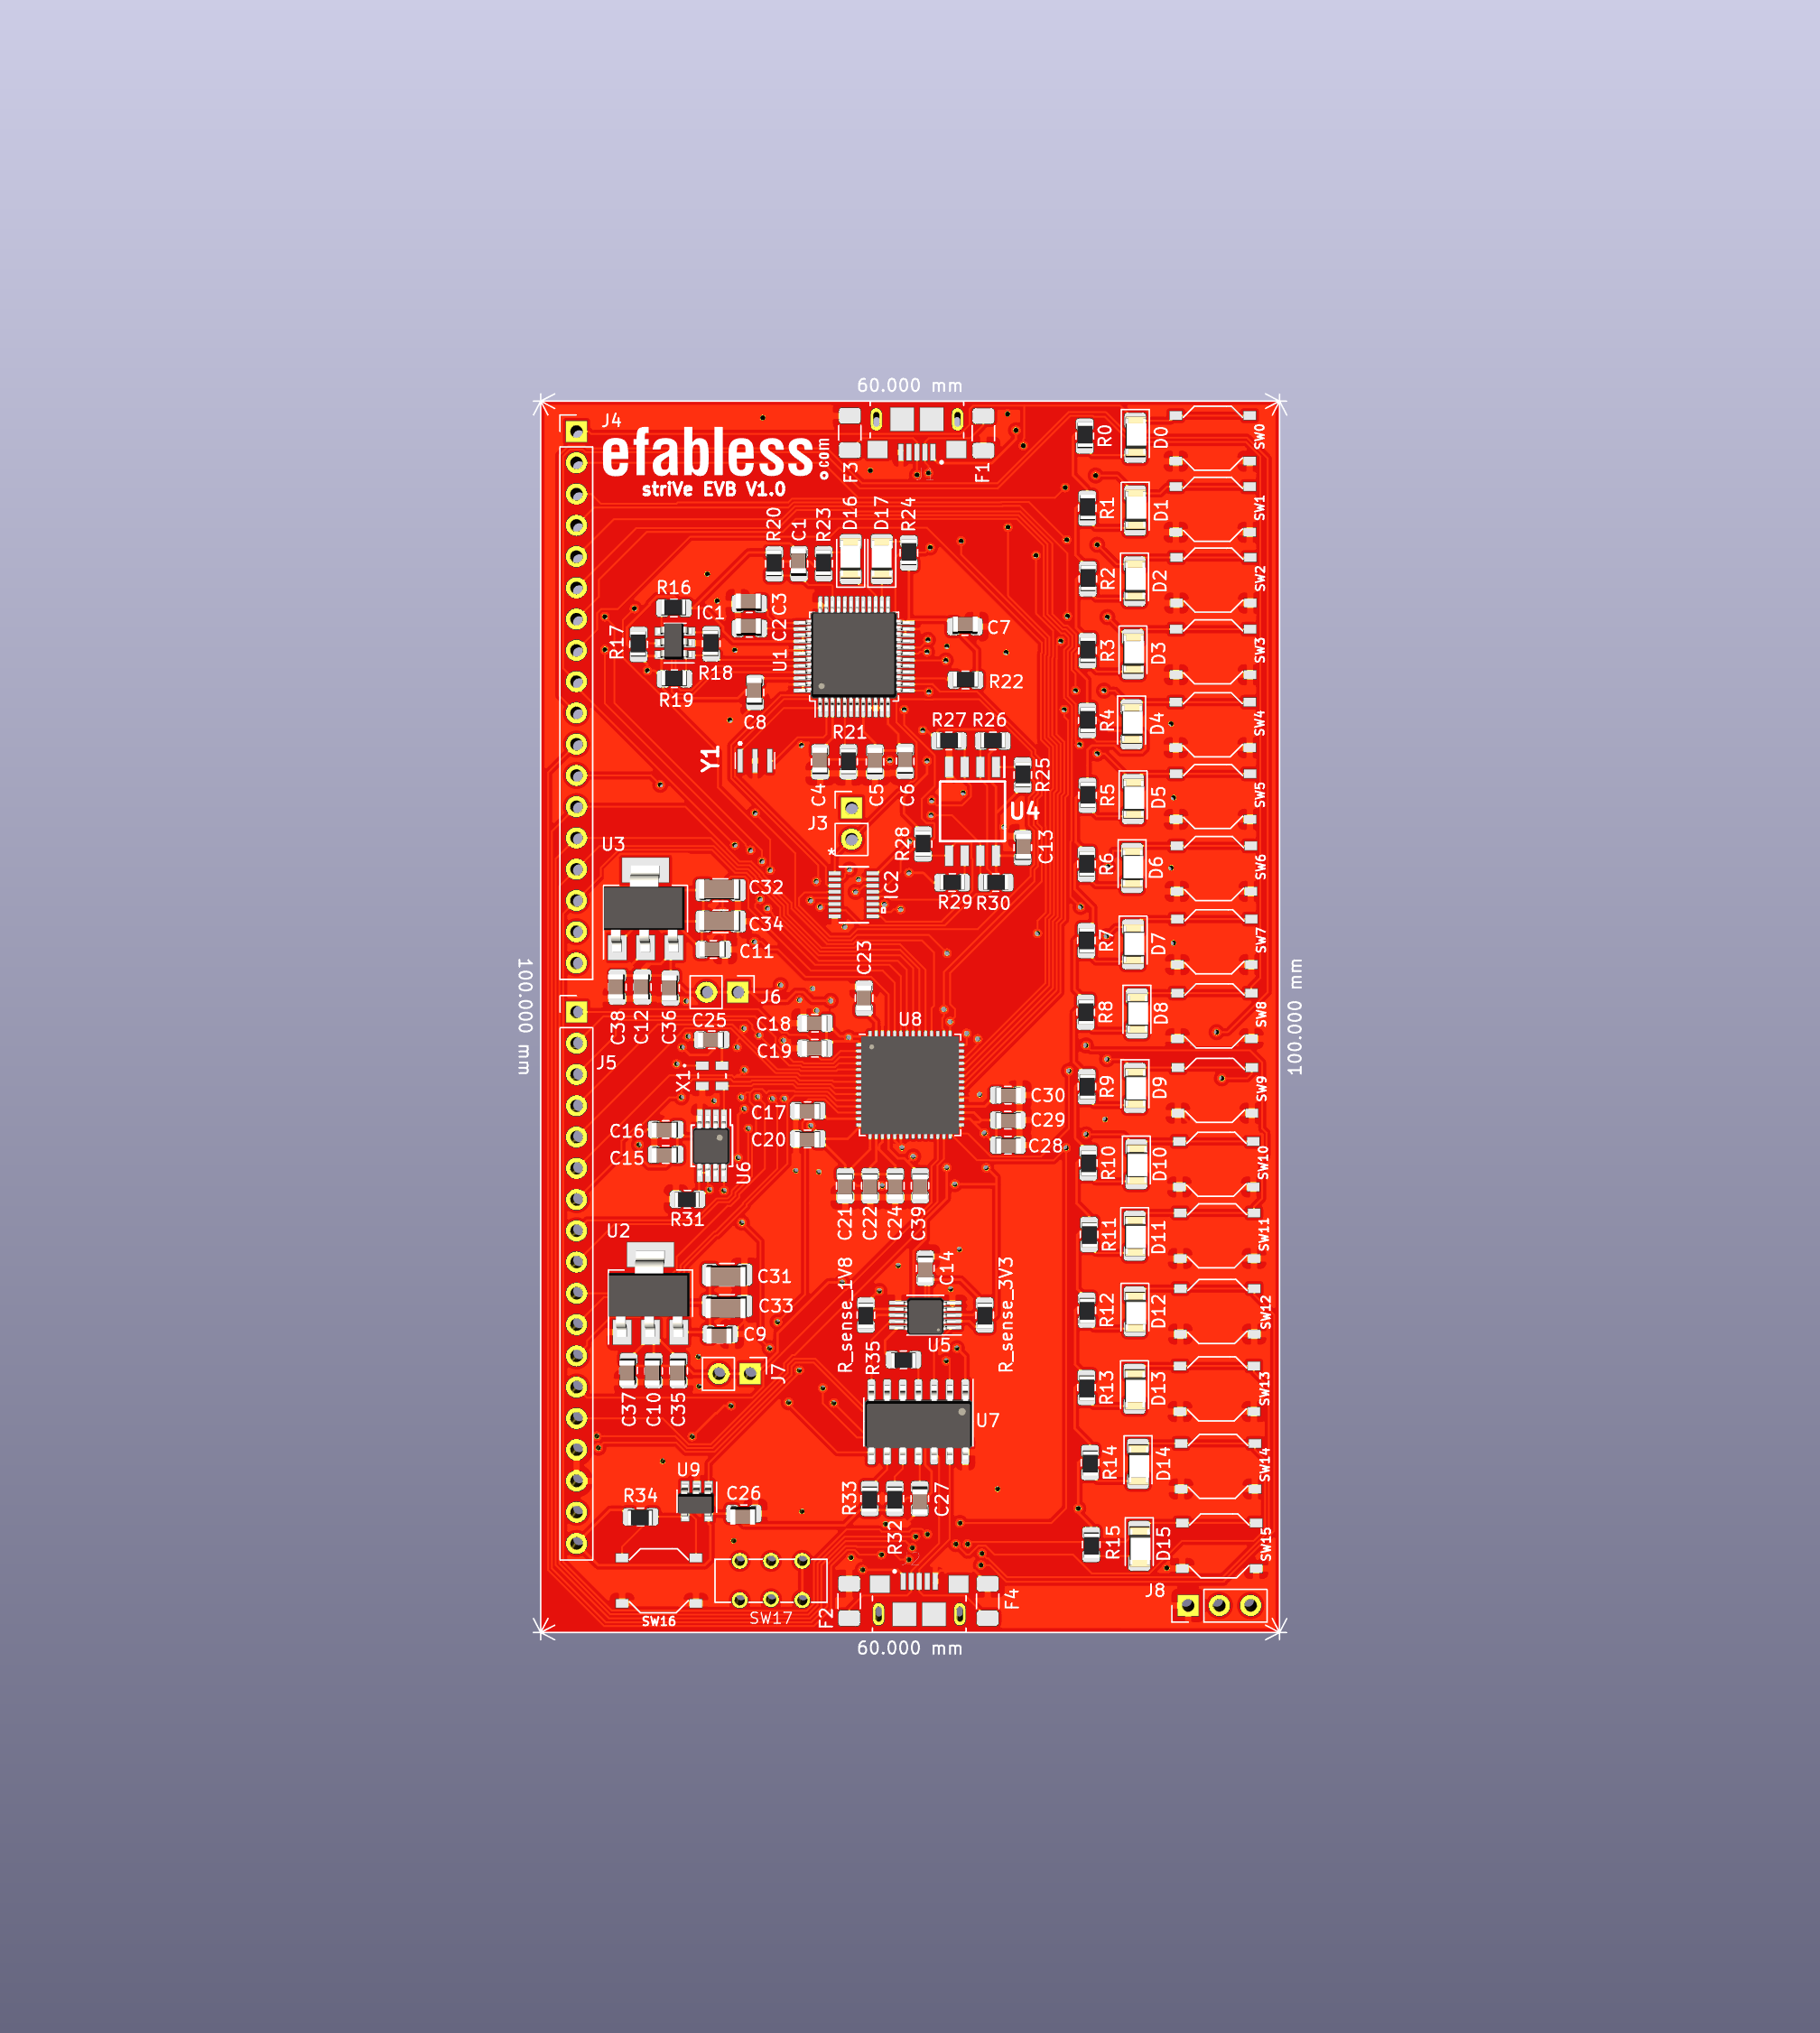 60.000 mm
J4
efabless
.com
striVe EVB V1.0
F3
F1
R0
D0
SW0
R1
D1
SW1
R20
C1
R23
D16
D17
R24
R2
D2
SW2
R16
IC1
C3
C2
R17
R18
R19
U1
C7
R22
C8
R3
D3
SW3
R4
D4
SW4
Y1
R21
R27
R26
R25
C4
C5
C6
J3
*
U4
R28
C13
R5
D5
SW5
U3
C32
C34
C11
IC2
R29
R30
R6
D6
SW6
R7
D7
SW7
C38
C12
C36
J6
C23
100.000 mm
100.000 mm
C25
C18
C19
U8
R8
D8
SW8
J5
X1
C17
C20
C30
C29
C28
R9
D9
SW9
C16
C15
U6
R31
C21
C22
C24
C39
R10
D10
SW10
U2
C31
C33
C9
R_sense_1V8
C14
R_sense_3V3
U5
R35
R11
D11
SW11
R12
D12
SW12
C37
C10
C35
J7
U7
R13
D13
SW13
U9
R34
C26
R33
R32
C27
R14
D14
SW14
R15
D15
SW15
SW16
SW17
F2
F4
J8
60.000 mm